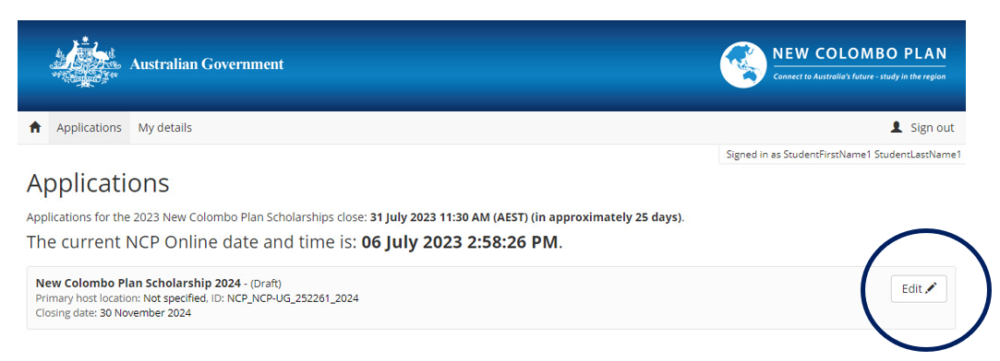 Australian Government
NEW COLOMBO PLAN
Connect to Australia's future - study in the region
Applications My details Sign out
Signed in as StudentFirstName1 StudentLastName1
Applications
Applications for the 2023 New Colombo Plan Scholarships close: 31 July 2023 11:30 AM (AEST) (in approximately 25 days).
The current NCP Online date and time is: 06 July 2023 2:58:26 PM.
New Colombo Plan Scholarship 2024 - (Draft)
Primary host location: Not specified, ID: NCP_NCP-UG_252261_2024
Closing date: 30 November 2024
Edit